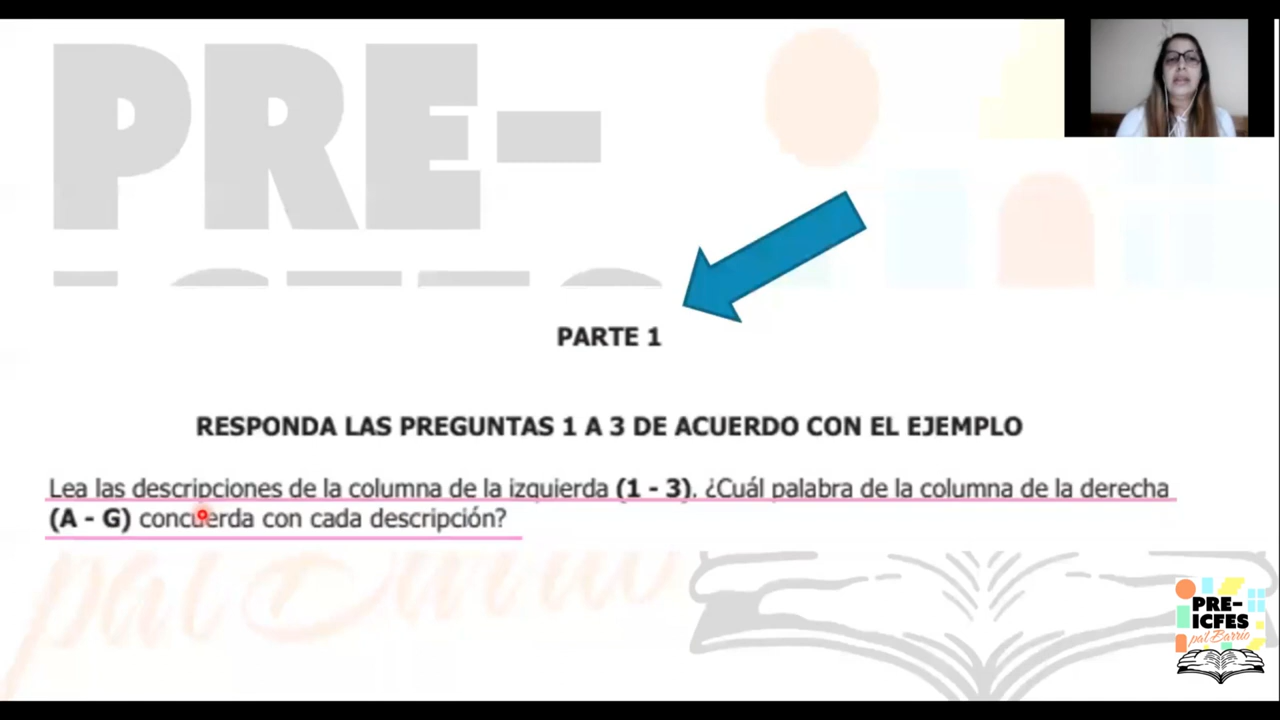 PRE-
PARTE 1
RESPONDA LAS PREGUNTAS 1 A 3 DE ACUERDO CON EL EJEMPLO
Lea las descripciones de la columna de la izquierda (1 - 3). ¿Cuál palabra de la columna de la derecha
(A - G) concuerda con cada descripción?
pal Barrio
PRE-
ICFES
pal Barrio